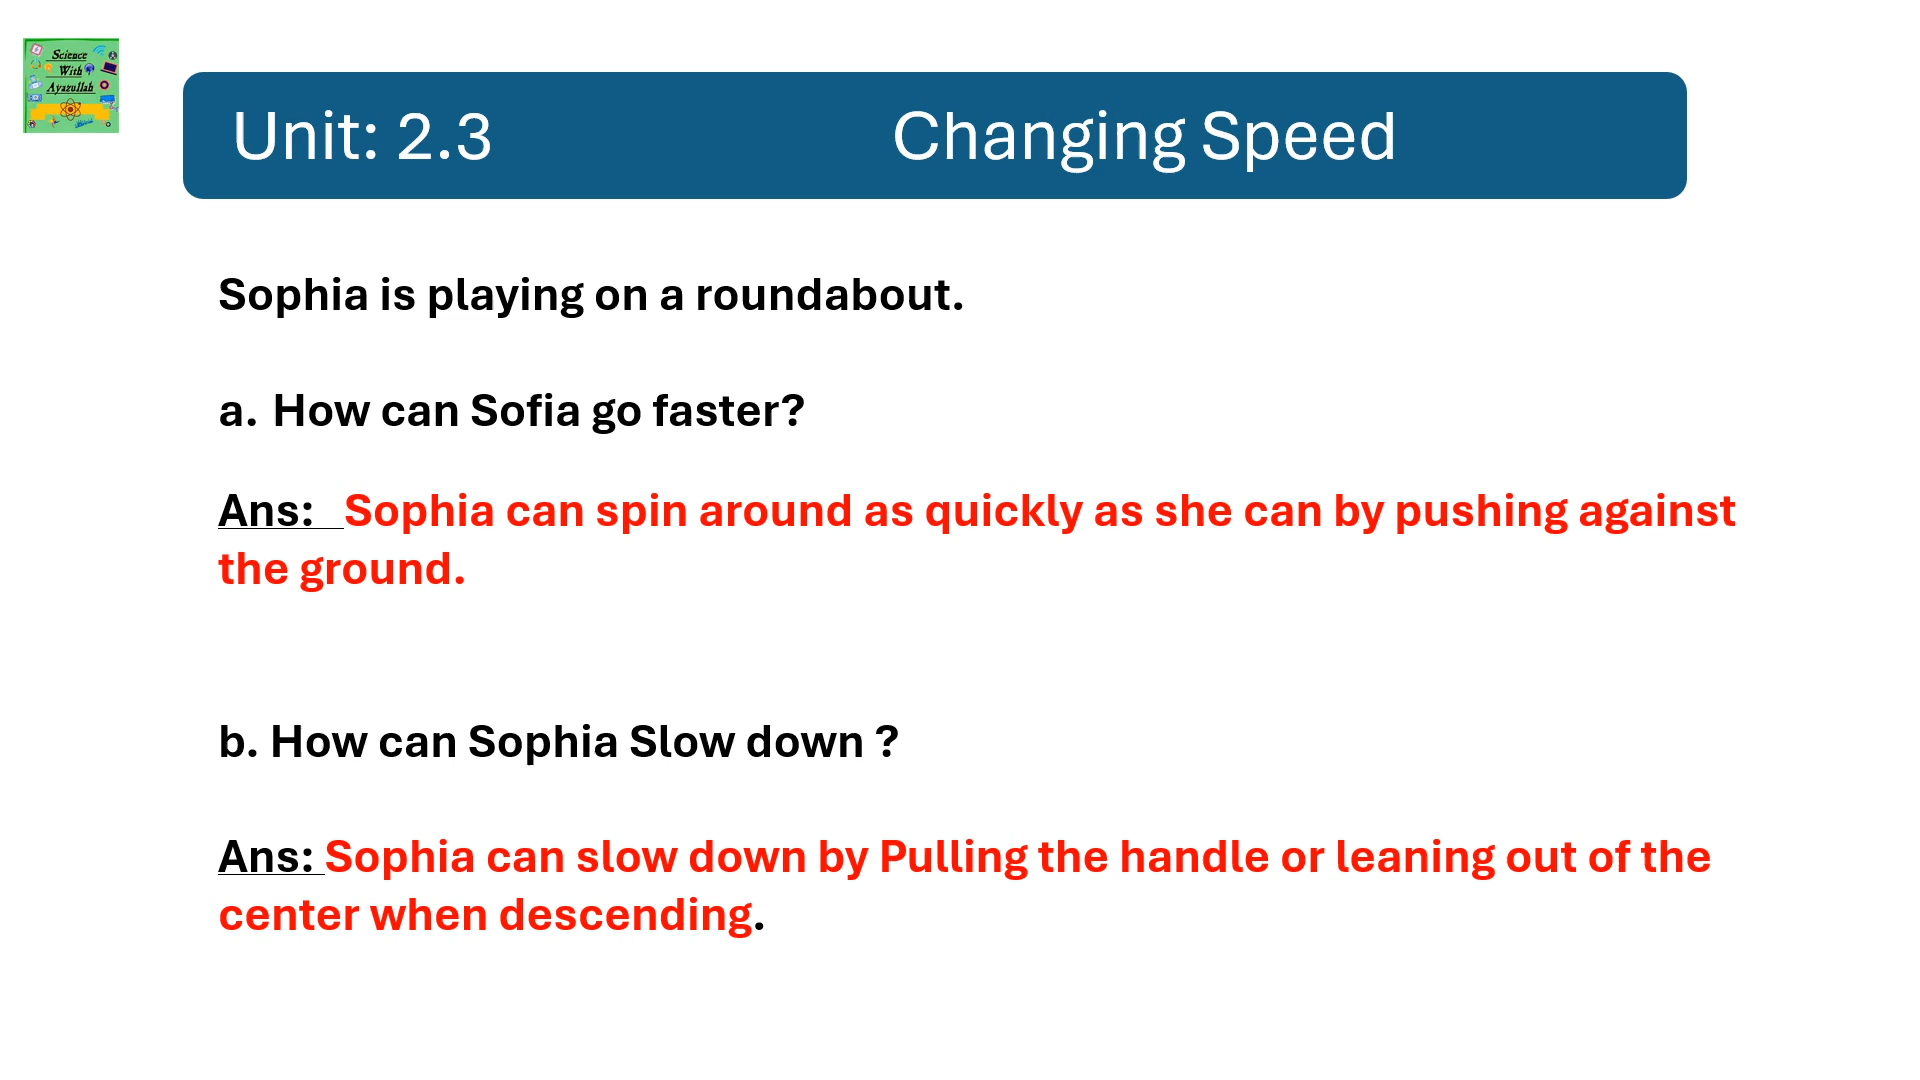 Science
With
Ayazullah
Unit: 2.3 Changing Speed
Sophia is playing on a roundabout.
a. How can Sofia go faster?
Ans: Sophia can spin around as quickly as she can by pushing against
the ground.
b. How can Sophia Slow down ?
Ans: Sophia can slow down by Pulling the handle or leaning out of the
center when descending.